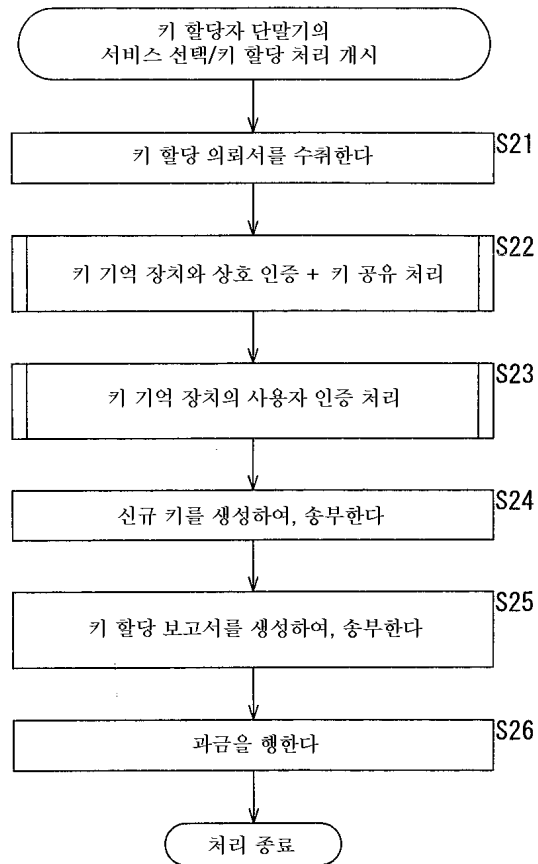 키 할당자 단말기의
서비스 선택/키 할당 처리 개시
키 할당 의뢰서를 수취한다
S21
키 기억 장치와 상호 인증 + 키 공유 처리
S22
키 기억 장치의 사용자 인증 처리
S23
신규 키를 생성하여, 송부한다
S24
키 할당 보고서를 생성하여, 송부한다
S25
과금을 행한다
S26
처리 종료